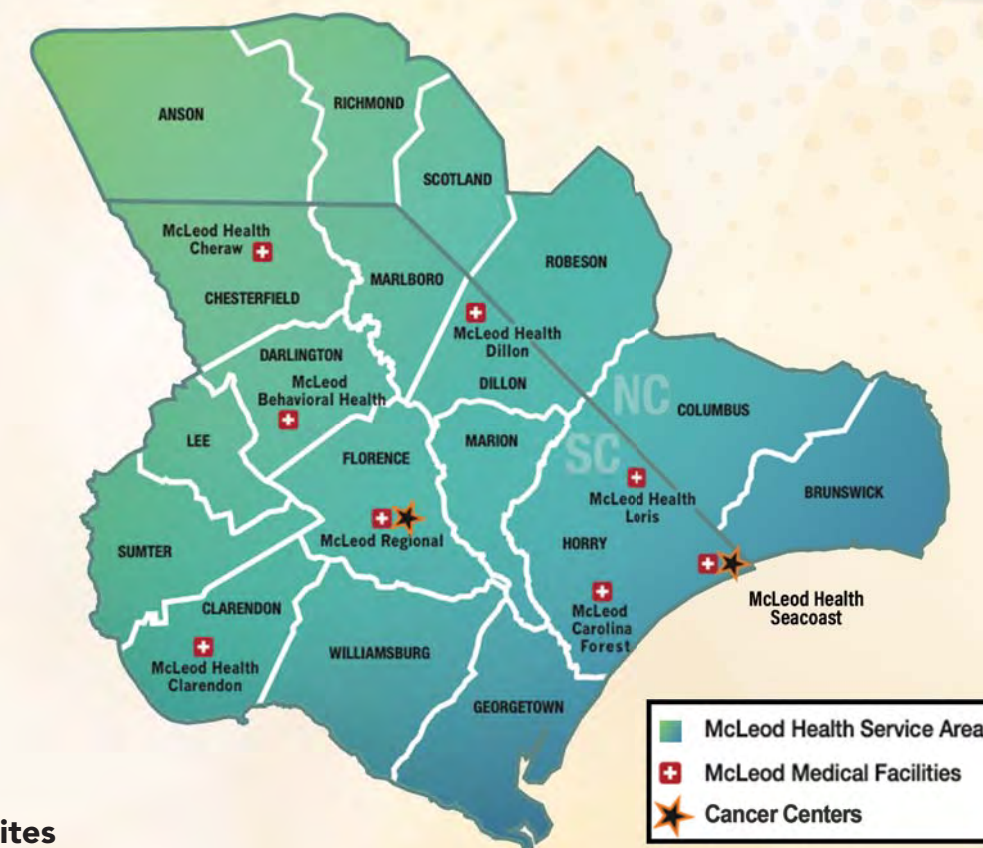 ANSON
RICHMOND
SCOTLAND
McLeod Health
Cheraw
CHESTERFIELD
MARLBORO
ROBESON
McLeod Health
Dillon
DARLINGTON
McLeod
Behavioral Health
DILLON
NC
COLUMBUS
LEE
FLORENCE
MARION
SC
McLeod Health
Loris
BRUNSWICK
McLeod Regional
HORRY
SUMTER
McLeod Health
Seacoast
CLARENDON
McLeod
Carolina
Forest
McLeod Health
Clarendon
WILLIAMSBURG
GEORGETOWN
McLeod Health Service Area
McLeod Medical Facilities
Cancer Centers
ites